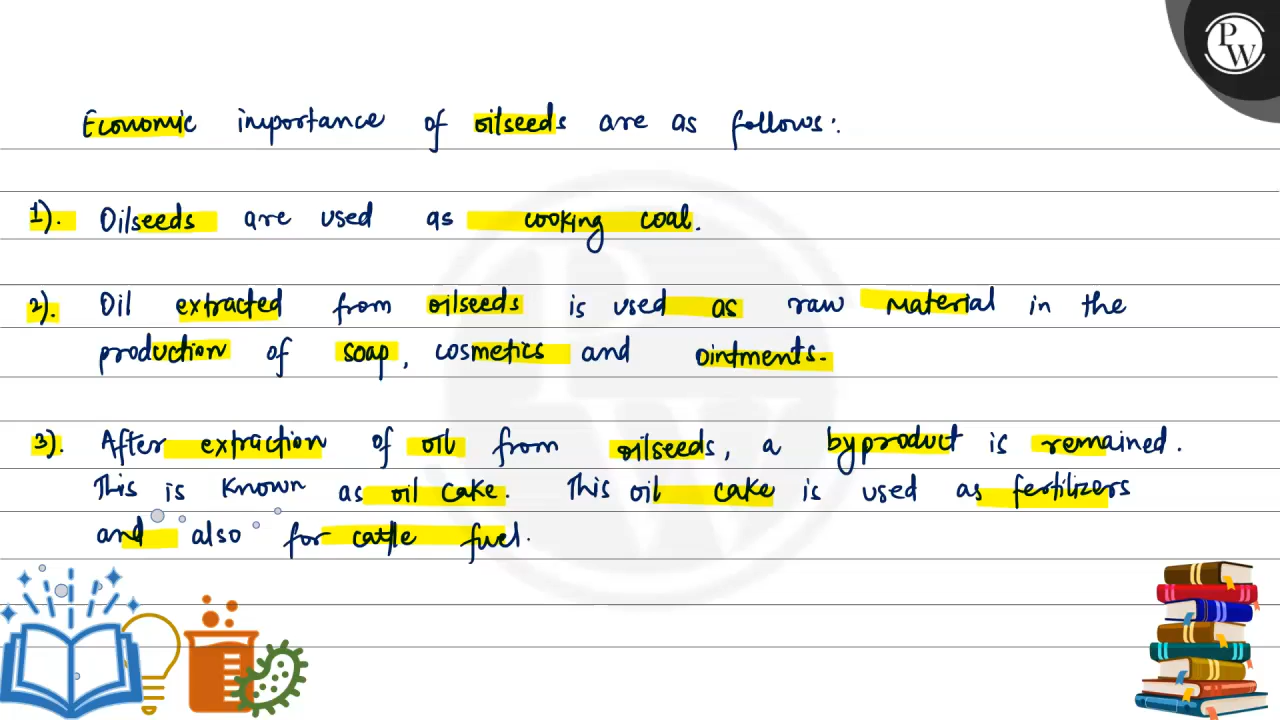 PW
Economic importance of oilseeds are as follows:
1). Oilseeds are used as cooking coal.
2). Oil extracted from oilseeds is used as raw material in the
production of soap, cosmetics and ointments.
3). After extraction of oil from oilseeds, a byproduct is remained.
This is known as oil cake. This oil cake is used as fertilizers
and also for cattle fuel.